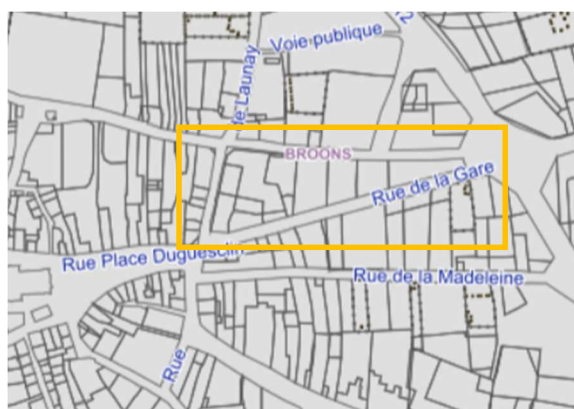 Voie publique
de Launay
BROONS
Rue de la Gare
Rue Place Duguesclin
Rue de la Madeleine
Rue